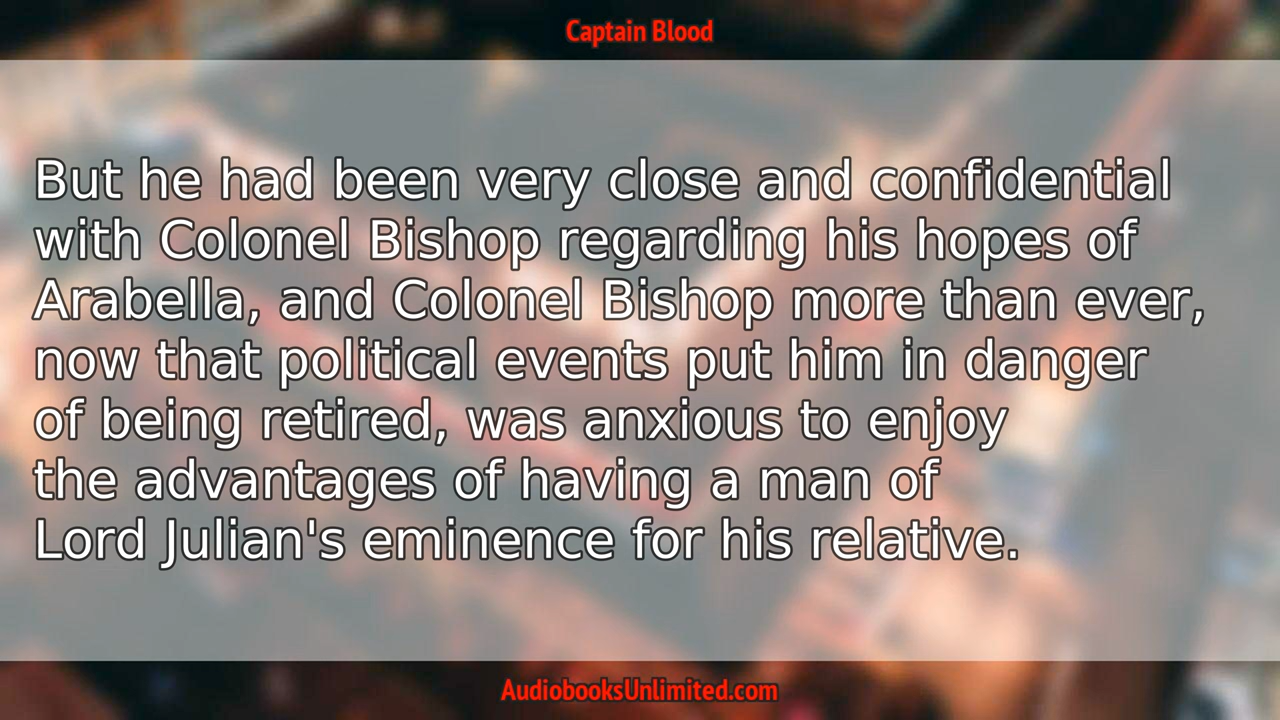 Captain Blood
But he had been very close and confidential
with Colonel Bishop regarding his hopes of
Arabella, and Colonel Bishop more than ever,
now that political events put him in danger
of being retired, was anxious to enjoy
the advantages of having a man of
Lord Julian's eminence for his relative.
AudiobooksUnlimited.com